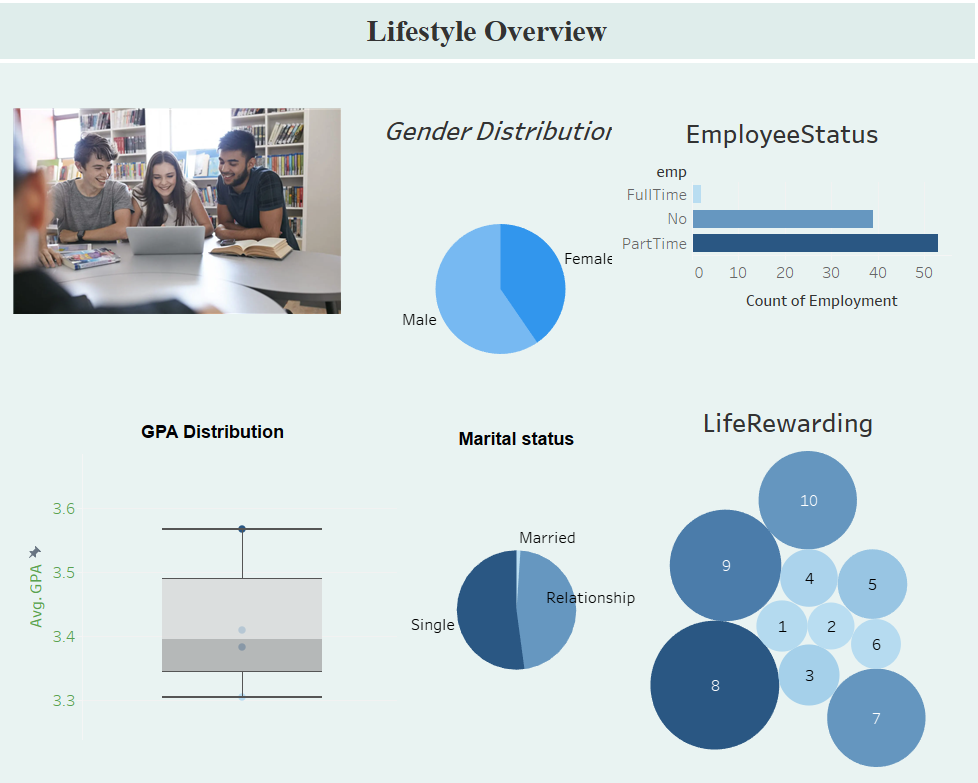 Lifestyle Overview
Gender Distribution
Female
Male
EmployeeStatus
emp
FullTime
No
PartTime
0 10 20 30 40 50
Count of Employment
GPA Distribution
3.6
3.5
3.4
3.3
Avg. GPA
Marital status
Married
Relationship
Single
LifeRewarding
10
9
4
5
1
2
6
3
8
7